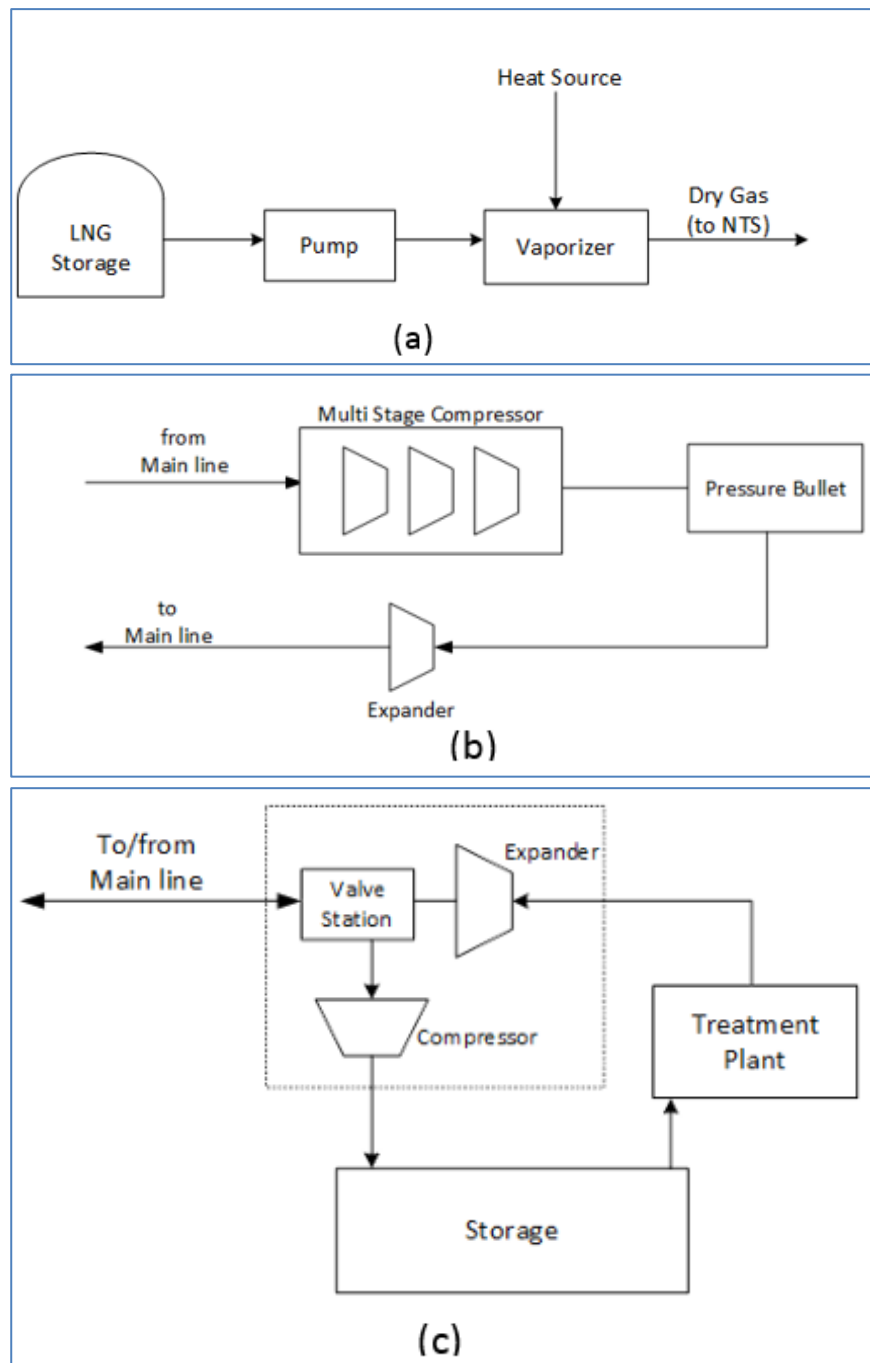 Heat Source
LNG
Storage
Pump
Vaporizer
Dry Gas
(to NTS)
(a)
Multi Stage Compressor
from
Main line
Pressure Bullet
to
Main line
Expander
(b)
To/from
Main line
Expander
Valve
Station
Compressor
Treatment
Plant
Storage
(c)